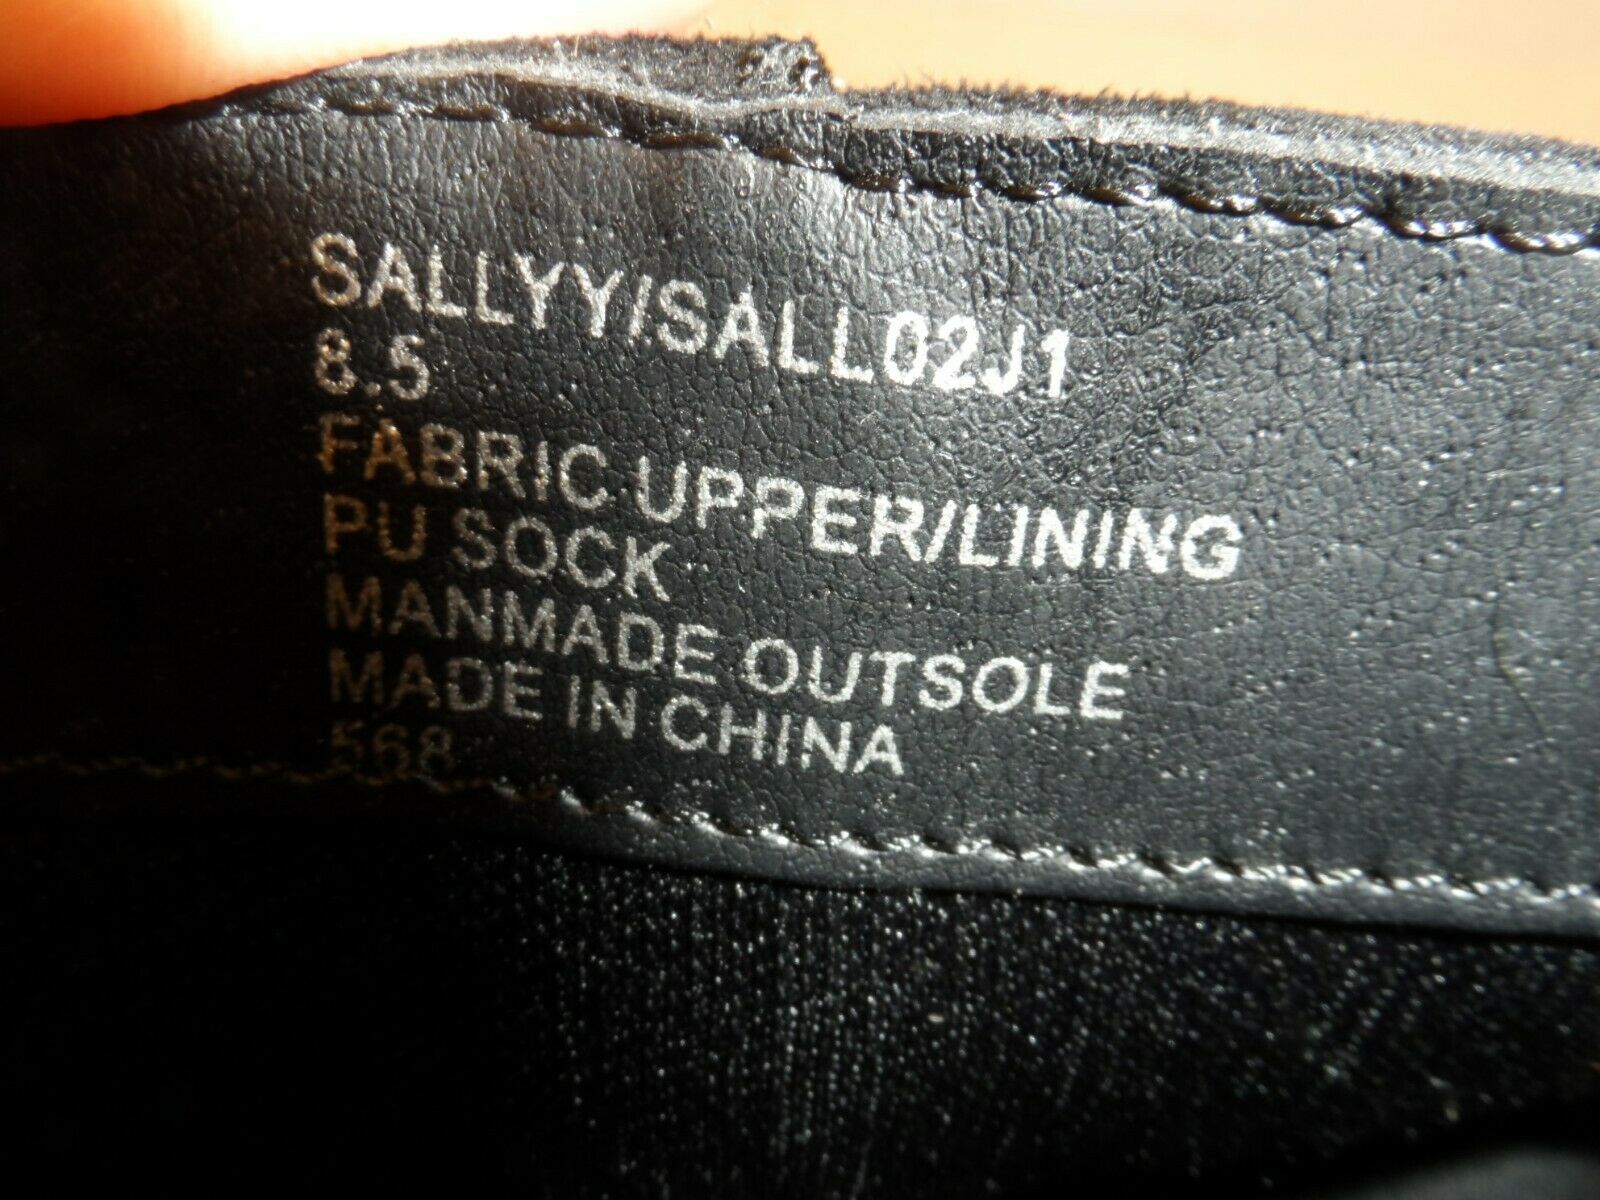 SALLYY/SALL02J1
8.5
FABRIC UPPER/LINING
PU SOCK
MANMADE OUTSOLE
MADE IN CHINA
568